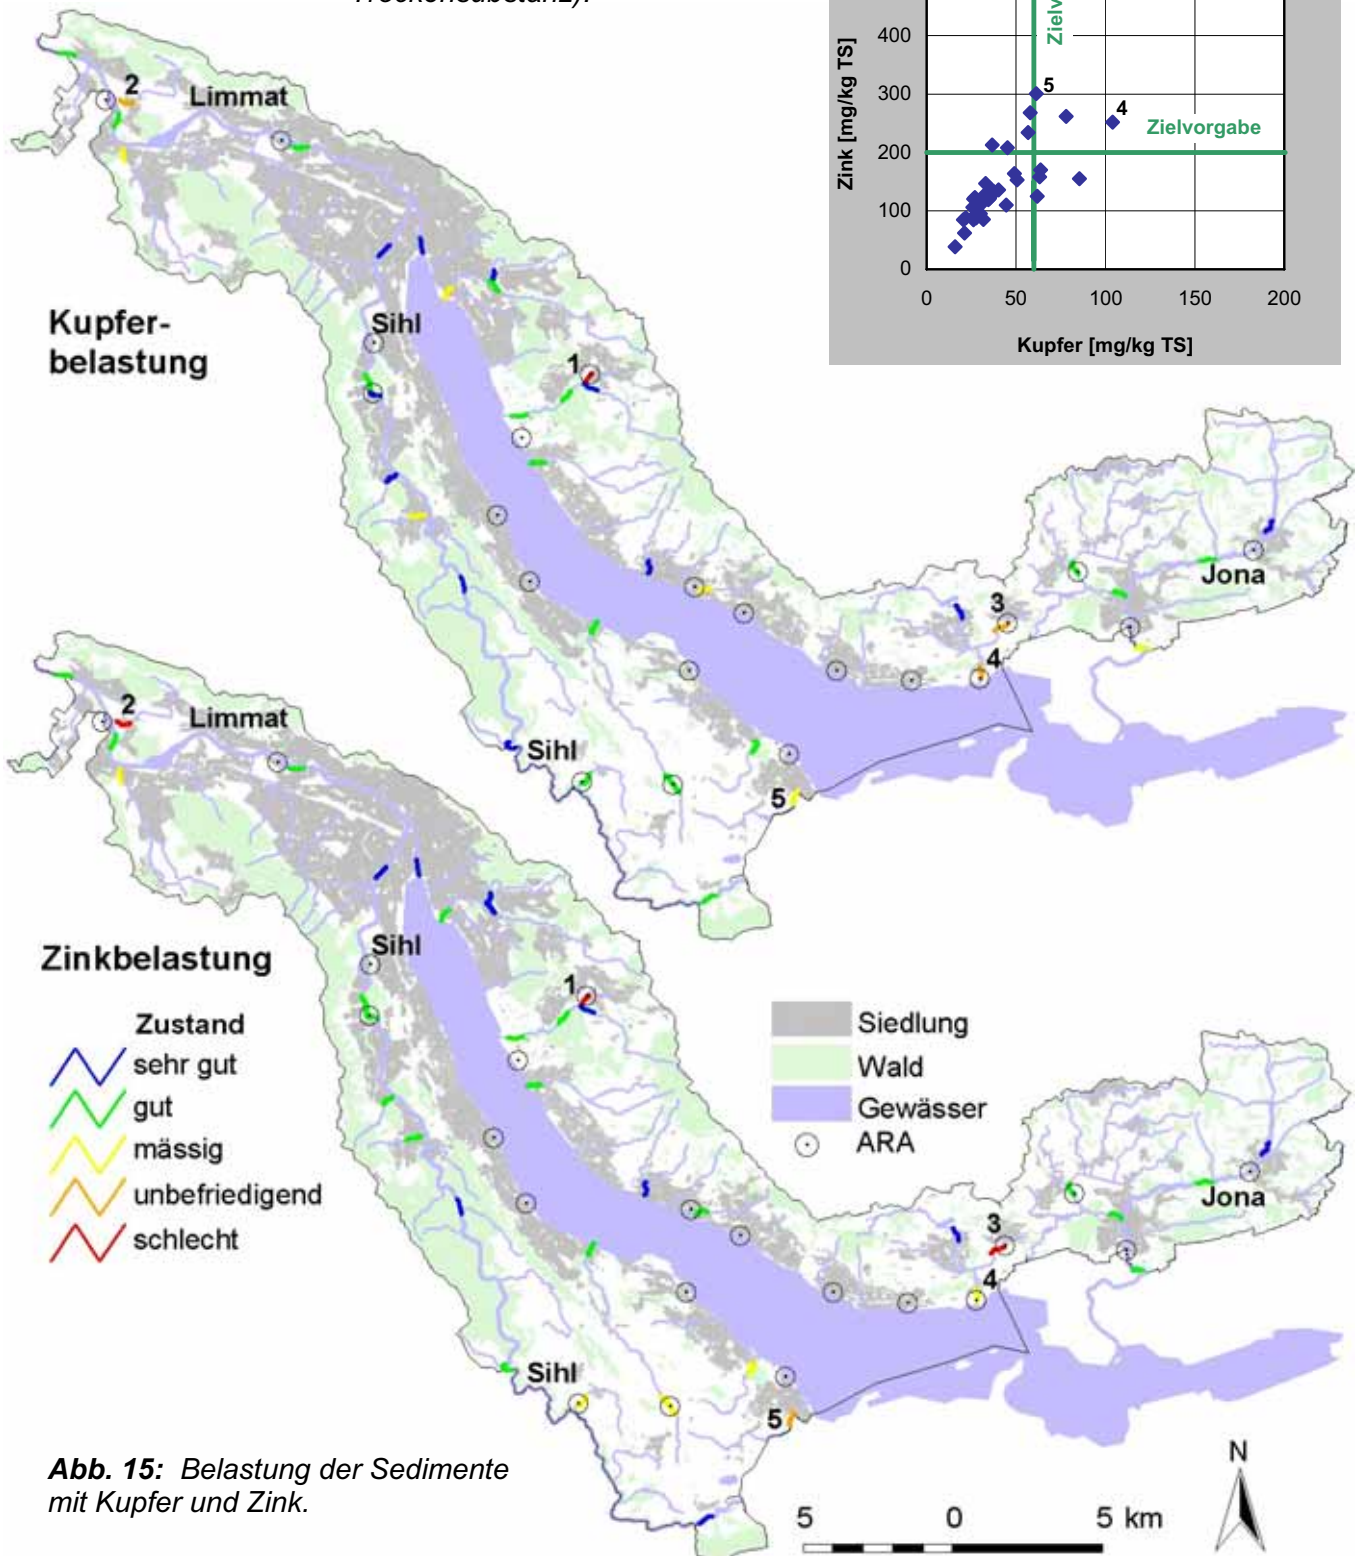 Trockensubstanz).
400
300
200
100
0
0 50 100 150 200
Zink [mg/kg TS]
Kupfer [mg/kg TS]
5
4
Zielvorgabe
2
Limmat
Kupfer-
belastung
Sihl
1
3
Jona
4
Sihl
5
2
Limmat
Zinkbelastung
Sihl
1
Zustand
sehr gut
gut
mässig
unbefriedigend
schlecht
Siedlung
Wald
Gewässer
ARA
3
Jona
4
Sihl
5
Abb. 15: Belastung der Sedimente
mit Kupfer und Zink.
5 0 5 km
N